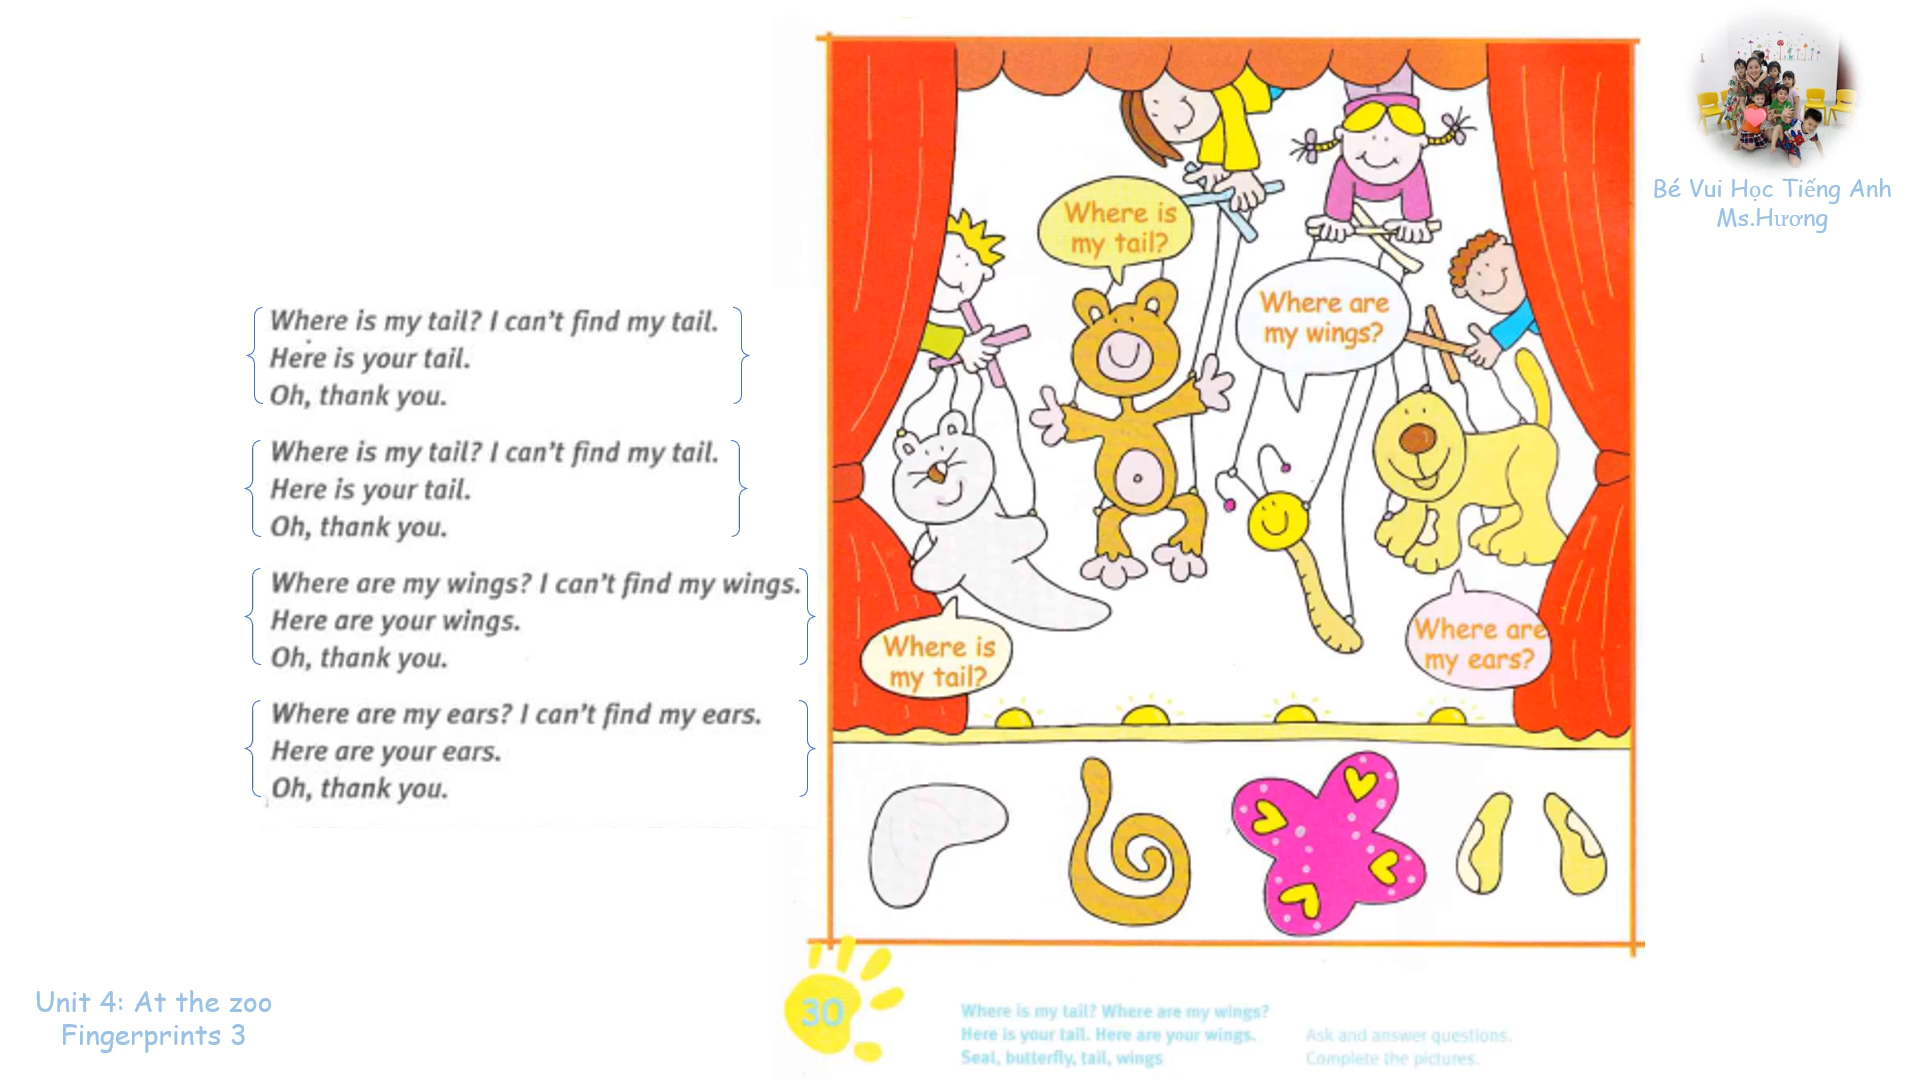 Bé Vui Học Tiếng Anh
Ms.Hương
Where is my tail? I can't find my tail.
Here is your tail.
Oh, thank you.
Where is my tail? I can't find my tail.
Here is your tail.
Oh, thank you.
Where are my wings? I can't find my wings.
Here are your wings.
Oh, thank you.
Where are my ears? I can't find my ears.
Here are your ears.
Oh, thank you.
Where is
my tail?
Where are
my wings?
Where is
my tail?
Where are
my ears?
Unit 4: At the zoo
Fingerprints 3
30
Where is my tail? Where are my wings?
Here is your tail. Here are your wings.
Seal, butterfly, tail, wings
Ask and answer questions.
Complete the pictures.